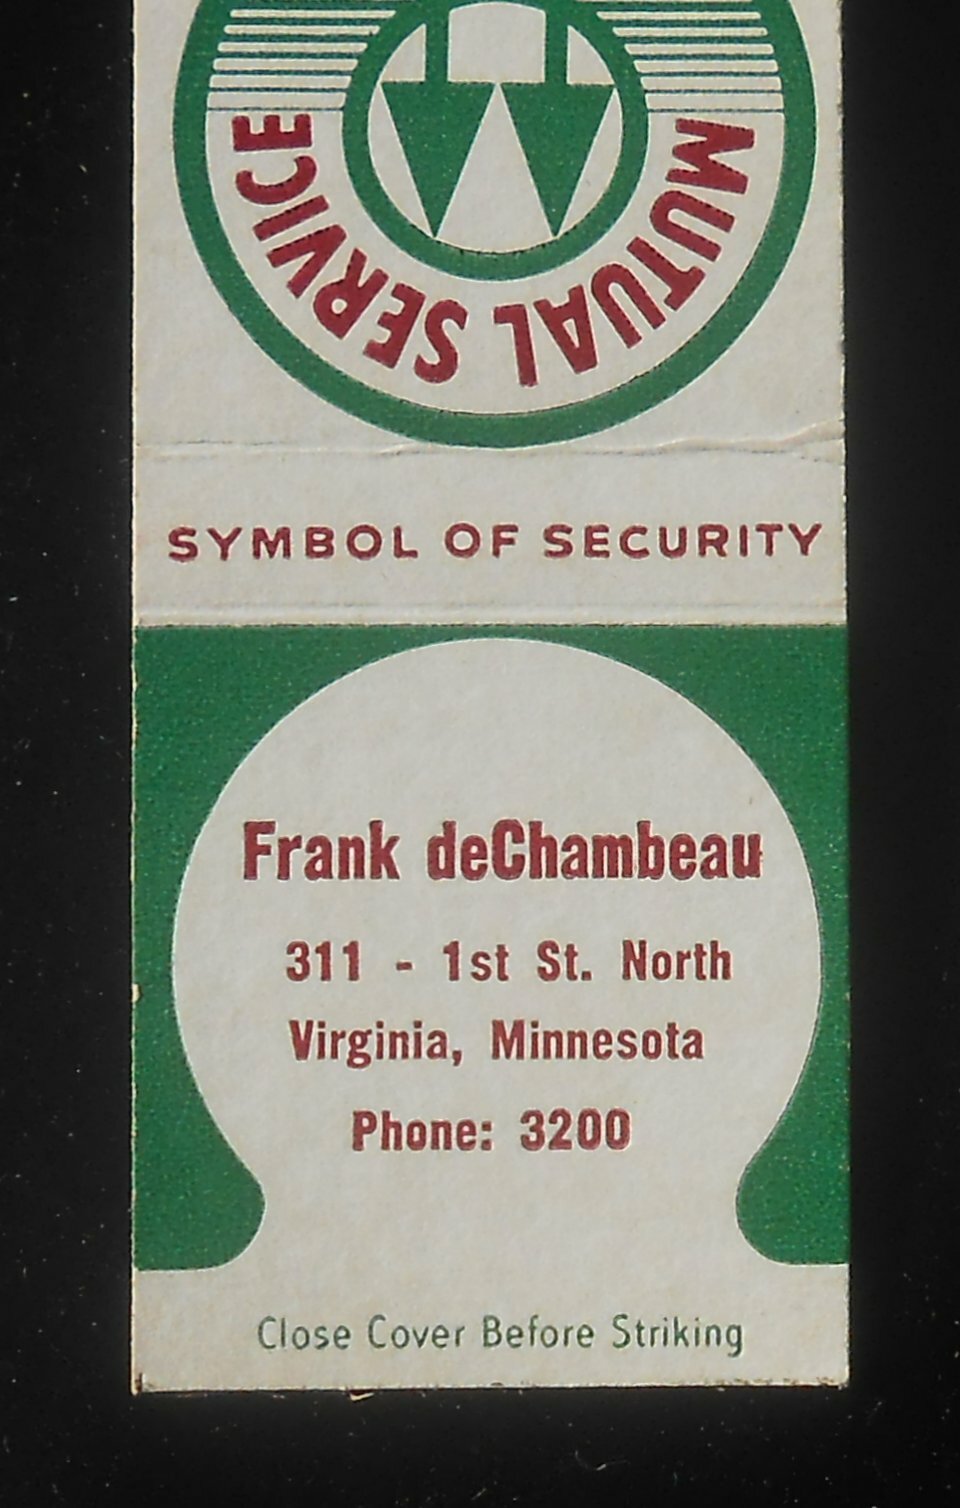 MUTUAL SERVICE
SYMBOL OF SECURITY
Frank deChambeau
311 - 1st St. North
Virginia, Minnesota
Phone: 3200
Close Cover Before Striking